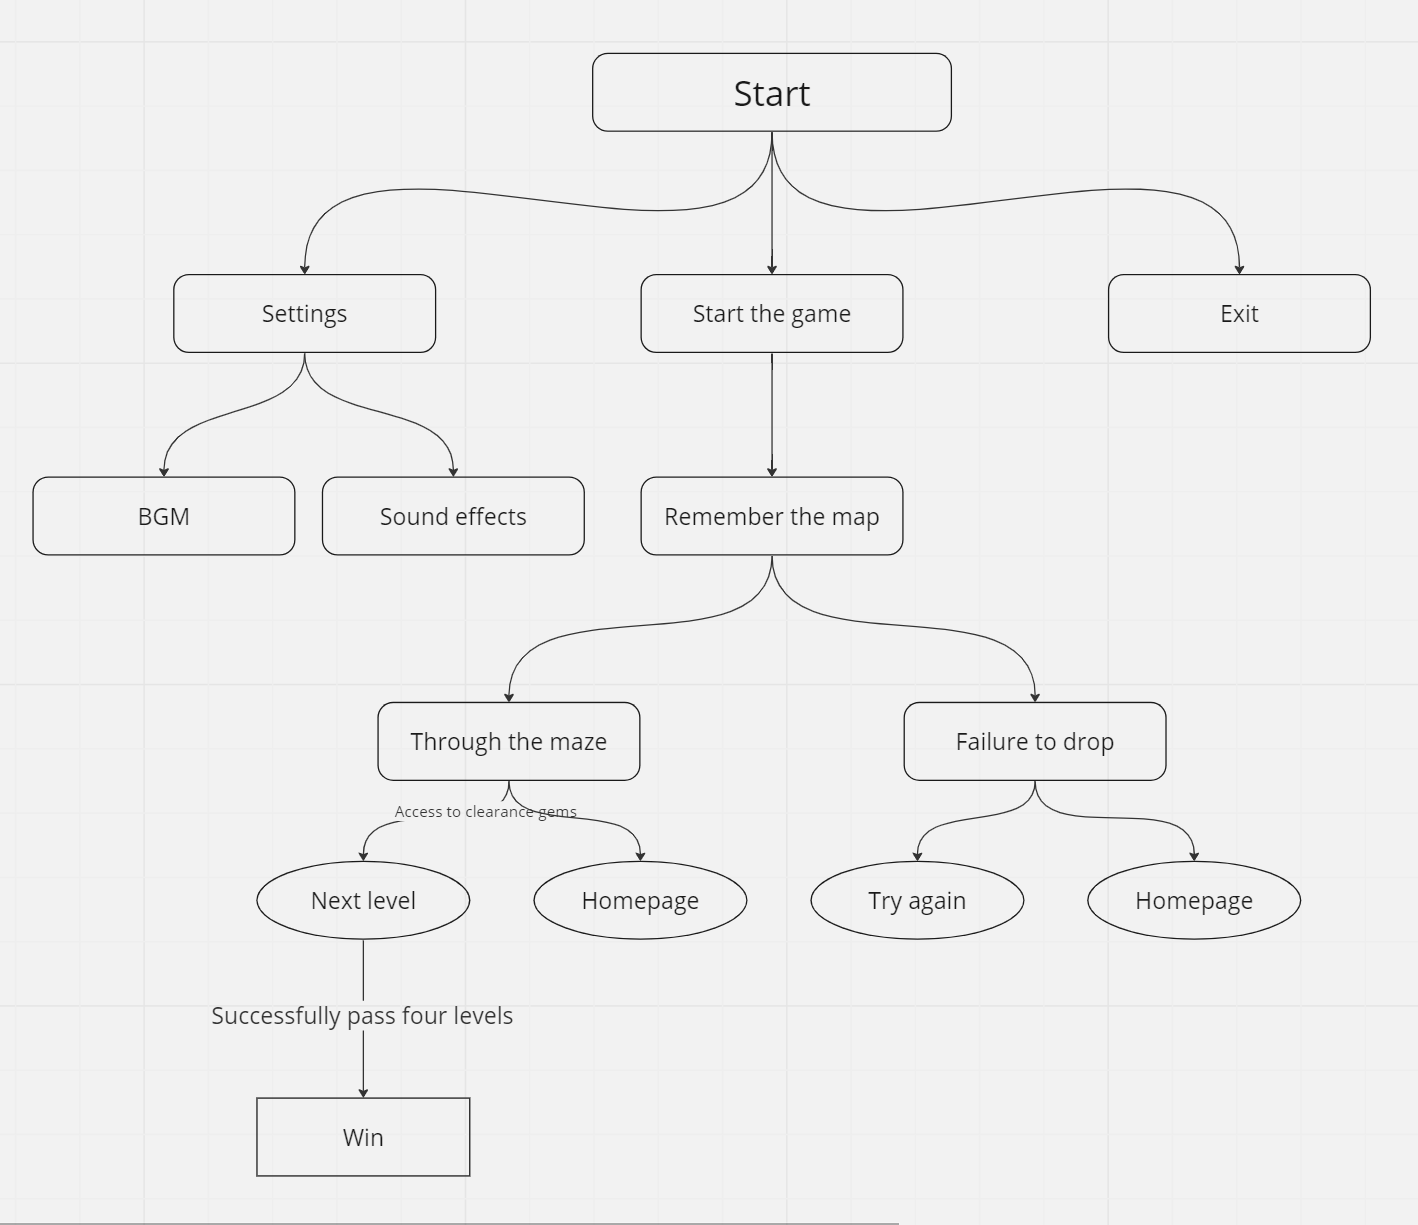 Start
Settings
Start the game
Exit
BGM
Sound effects
Remember the map
Through the maze
Failure to drop
Access to clearance gems
Next level
Homepage
Try again
Homepage
Successfully pass four levels
Win